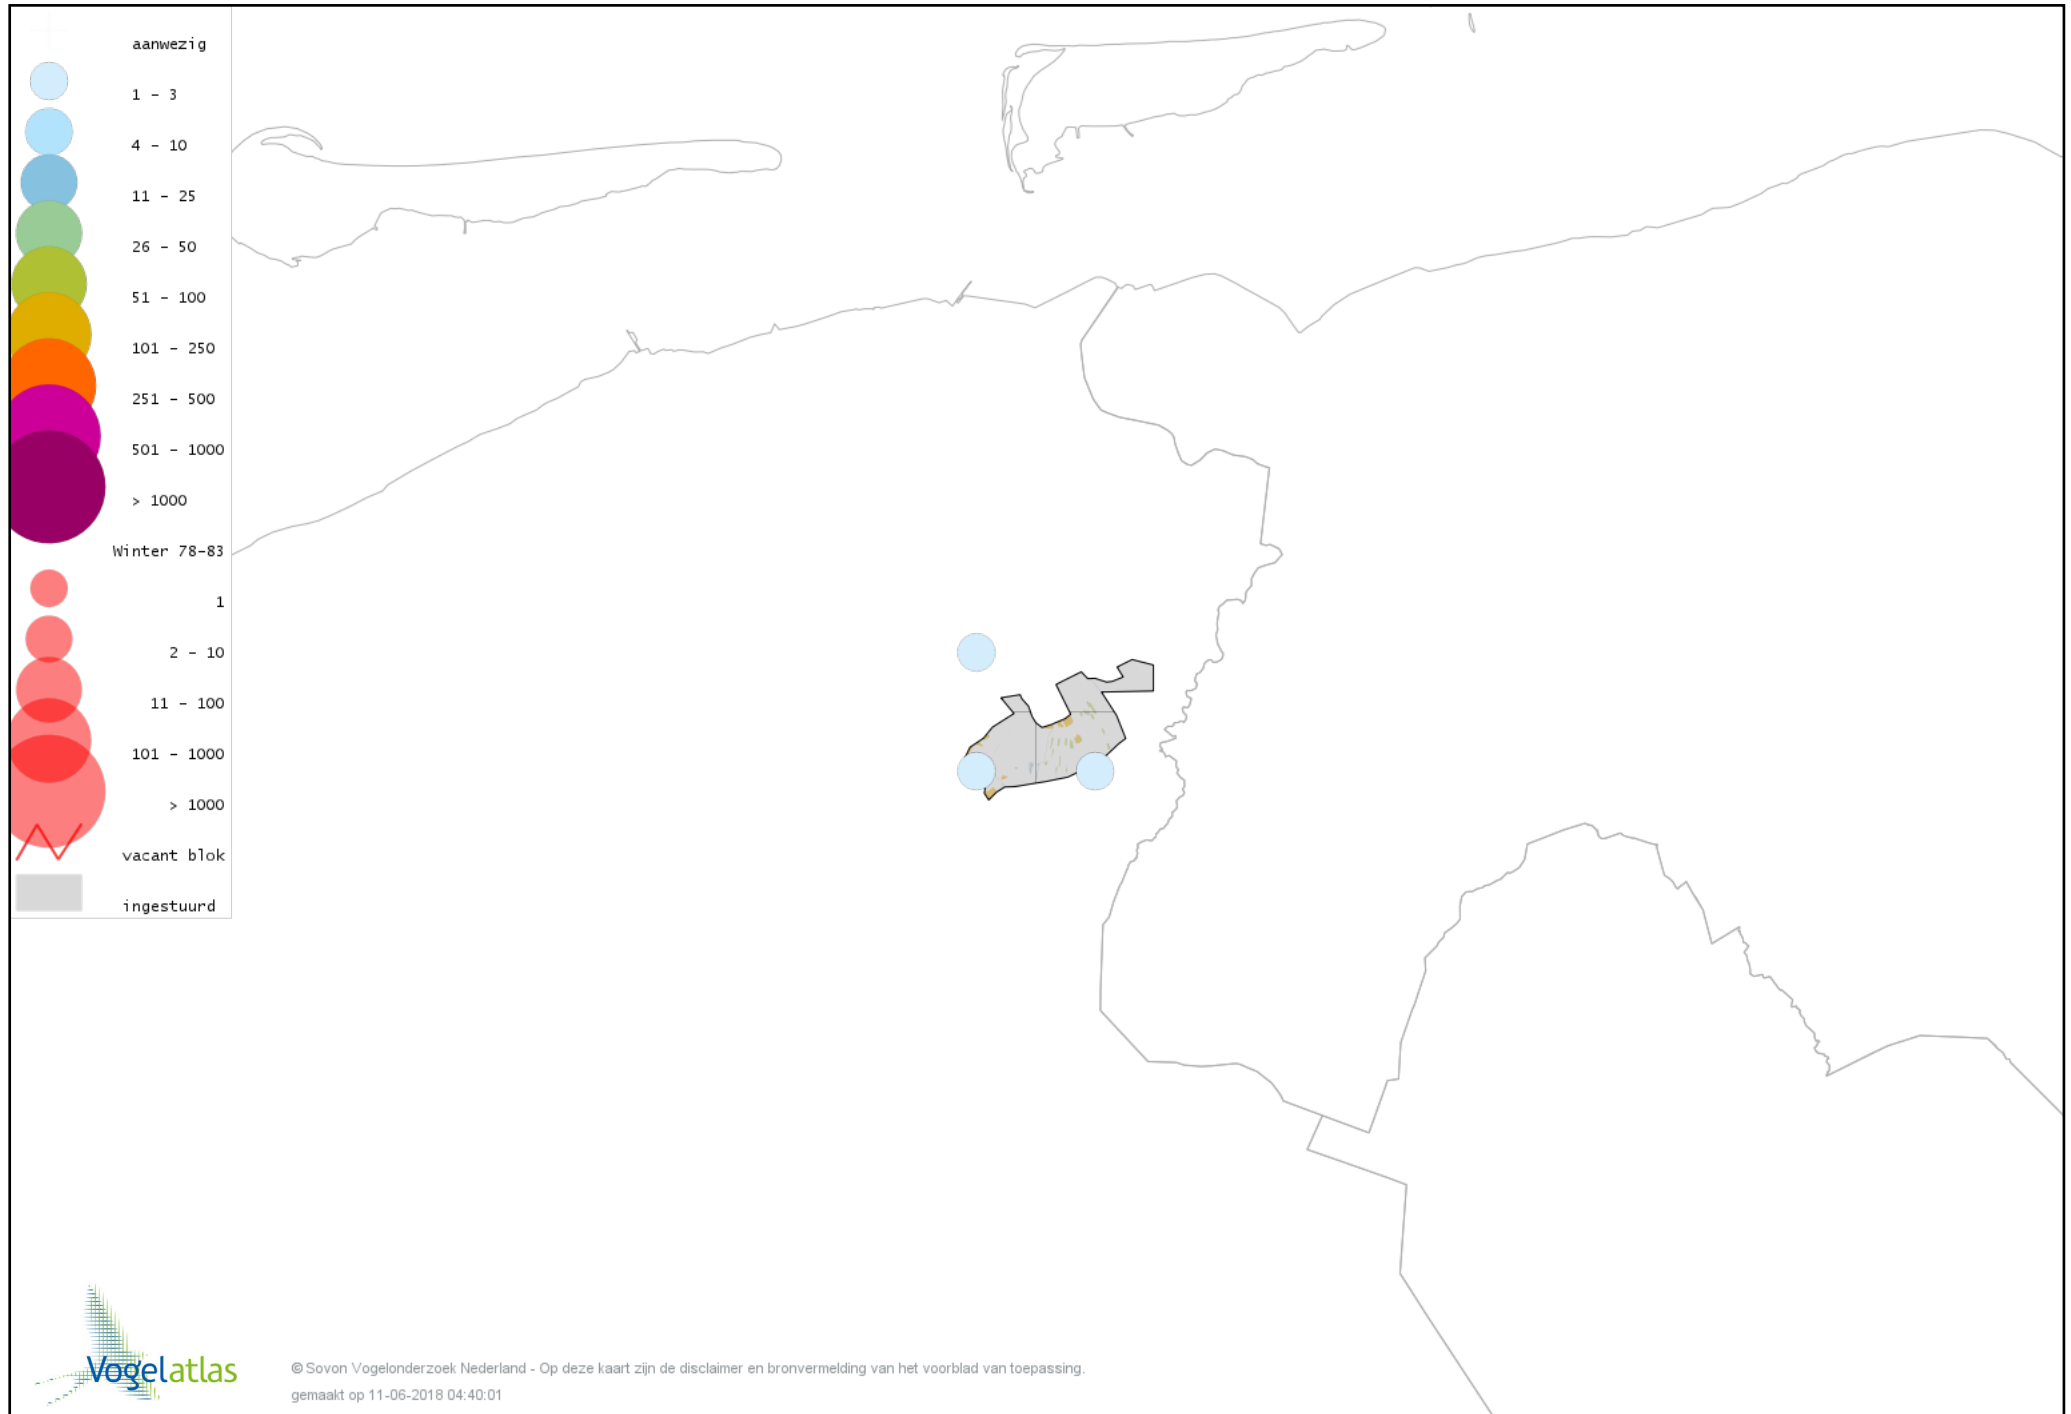 aanwezig
1 - 3
4 - 10
11 - 25
26 - 50
51 - 100
101 - 250
251 - 500
501 - 1000
> 1000
Winter 78-83
1
2 - 10
11 - 100
101 - 1000
> 1000
vacant blok
ingestuurd
Vogelatlas
© Sovon Vogelonderzoek Nederland - Op deze kaart zijn de disclaimer en bronvermelding van het voorblad van toepassing.
gemaakt op 11-06-2018 04:40:01